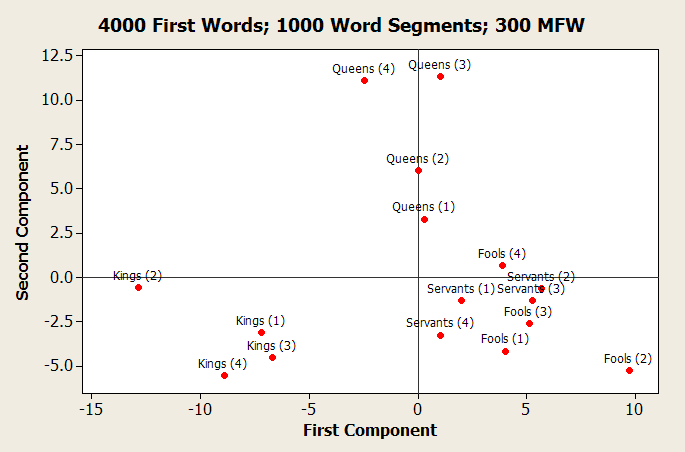 4000 First Words; 1000 Word Segments; 300 MFW
Second Component
12.5
10.0
7.5
5.0
2.5
0.0
-2.5
-5.0
Queens (4)
Queens (3)
Queens (2)
Queens (1)
Fools (4)
Kings (2)
Servants (2)
Servants (1)
Servants (3)
Fools (3)
Kings (1)
Servants (4)
Kings (3)
Fools (1)
Kings (4)
Fools (2)
-15
-10
-5
0
5
10
First Component